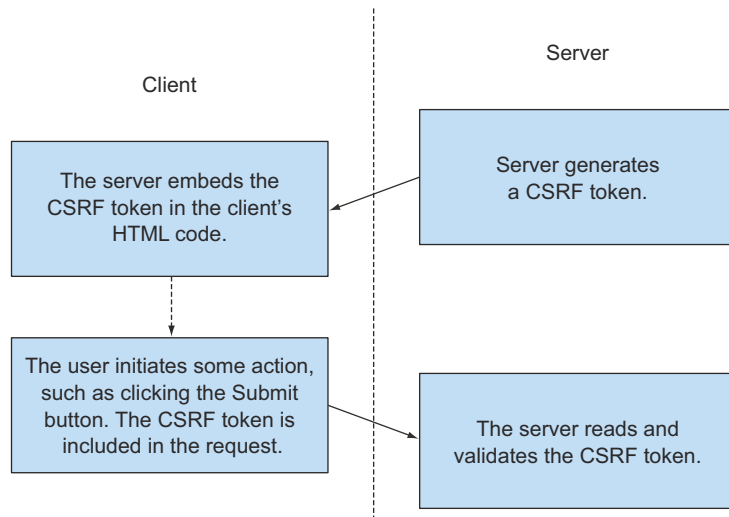 Client
Server
Server generates
a CSRF token.
The server embeds the
CSRF token in the client's
HTML code.
The user initiates some action,
such as clicking the Submit
button. The CSRF token is
included in the request.
The server reads and
validates the CSRF token.